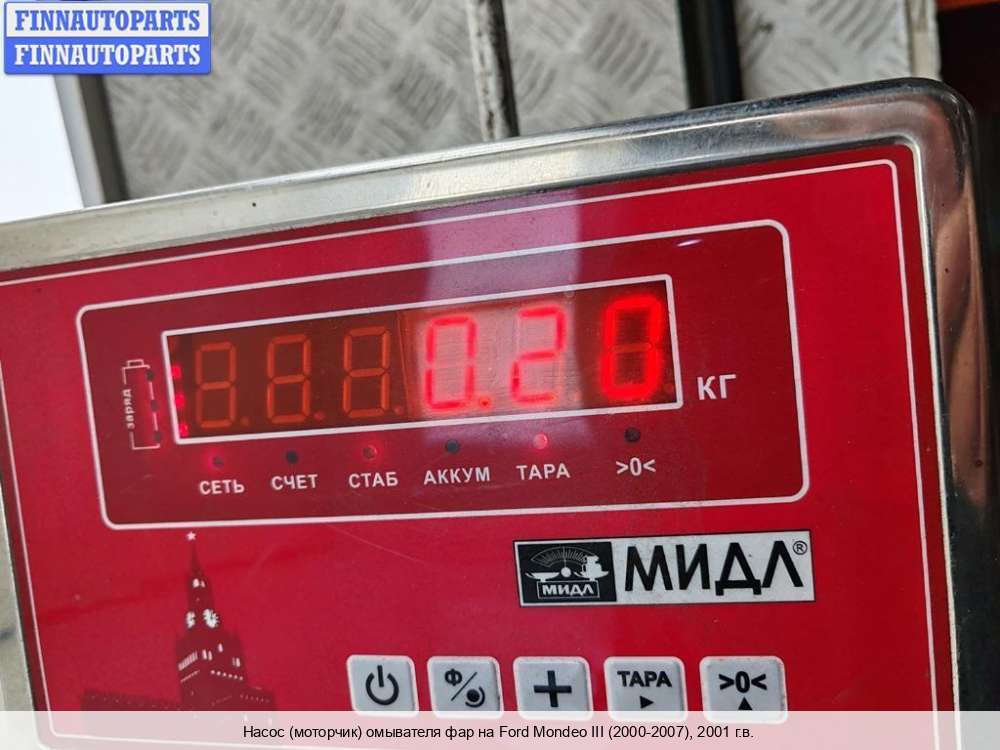 FINNAUTOPARTS
FINNAUTOPARTS
0.20
КГ
заряд
СЕТЬ СЧЕТ СТАБ АККУМ ТАРА >0<
МИДЛ МИДЛ®
Ф ТАРА >0<
Насос (моторчик) омывателя фар на Ford Mondeo III (2000-2007), 2001 г.в.